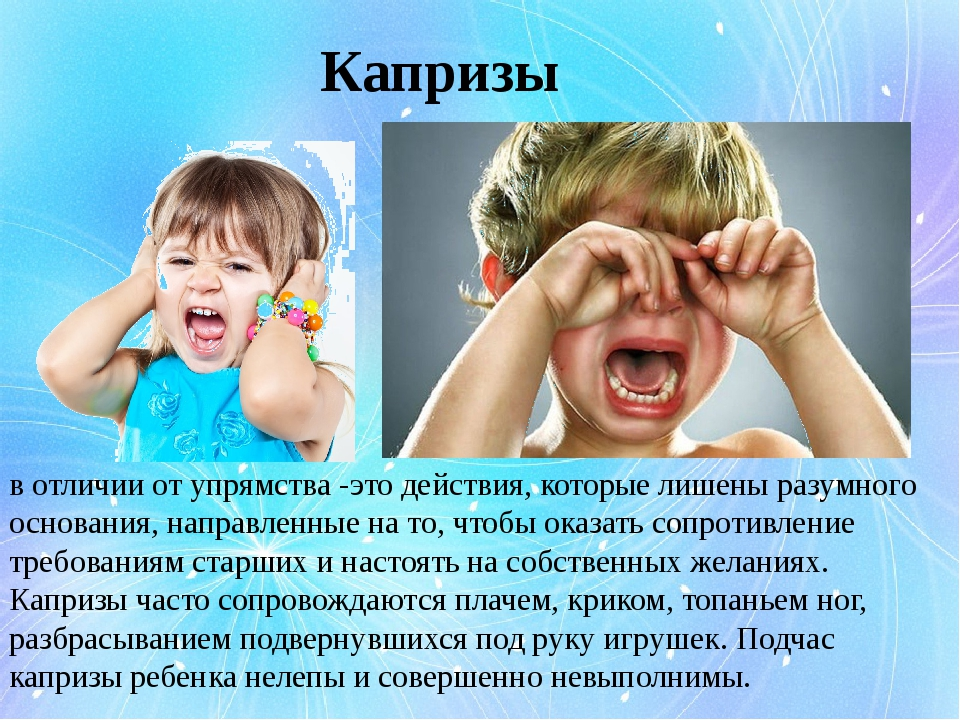 Капризы
в отличии от упрямства -это действия, которые лишены разумного
основания, направленные на то, чтобы оказать сопротивление
требованиям старших и настоять на собственных желаниях.
Капризы часто сопровождаются плачем, криком, топаньем ног,
разбрасыванием подвернувшихся под руку игрушек. Подчас
капризы ребенка нелепы и совершенно невыполнимы.